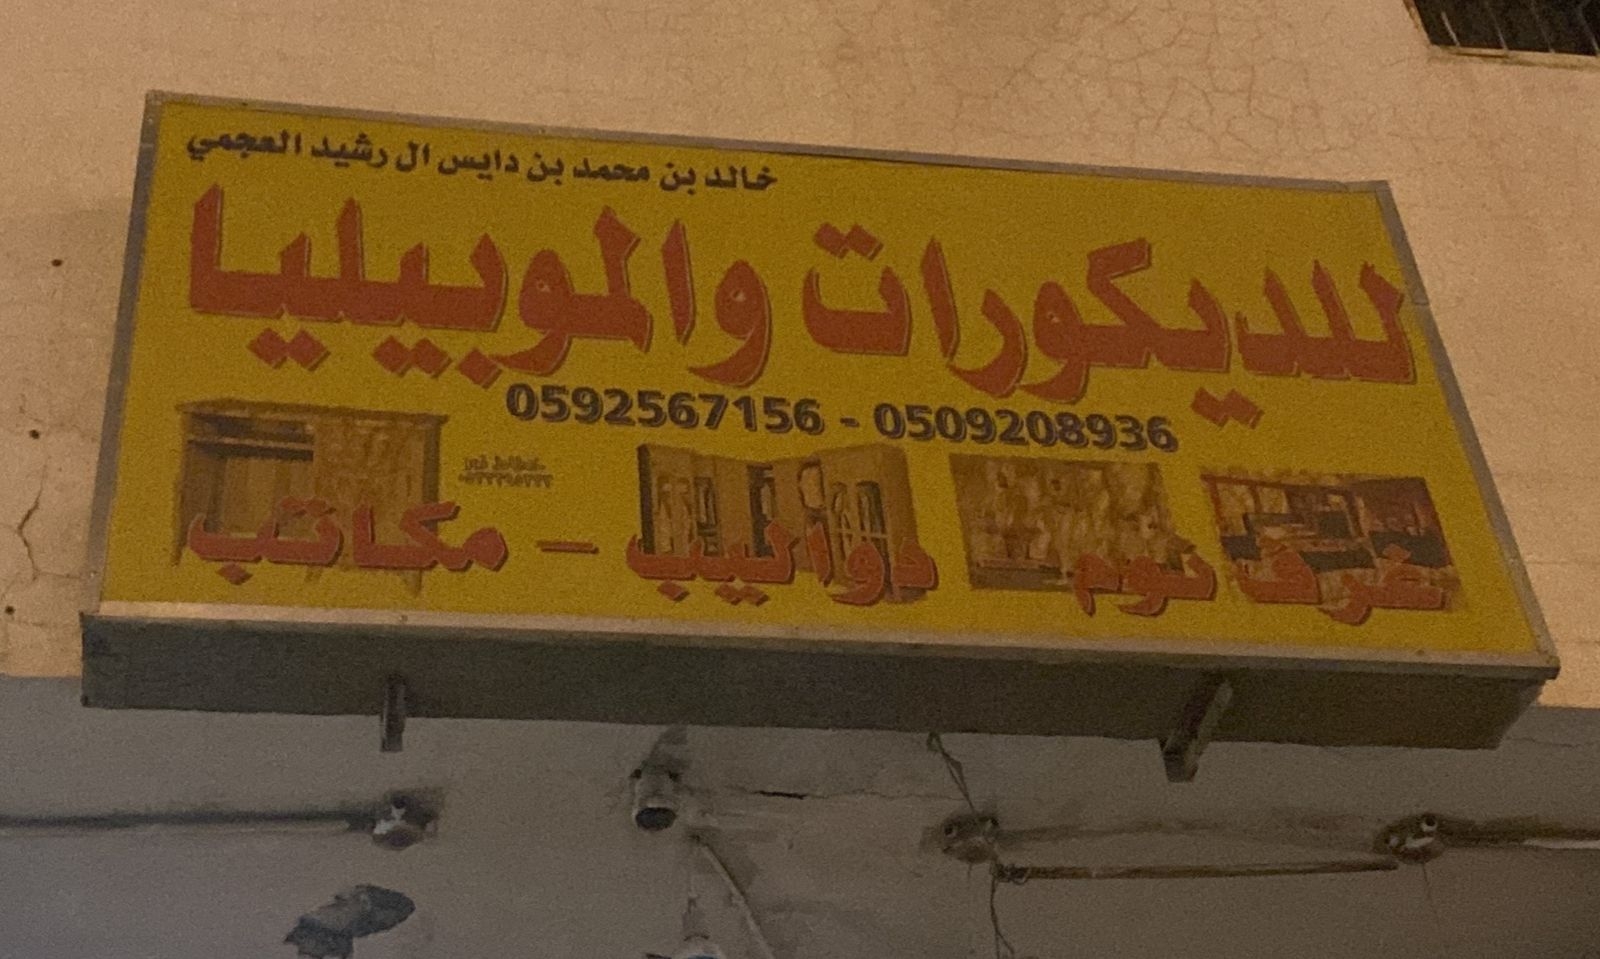 خالد بن محمد بن دايس ال رشيد العجمي
للديكورات والموبيليا
0592567156 - 0509208936
غرف نوم دواليب - مكاتب